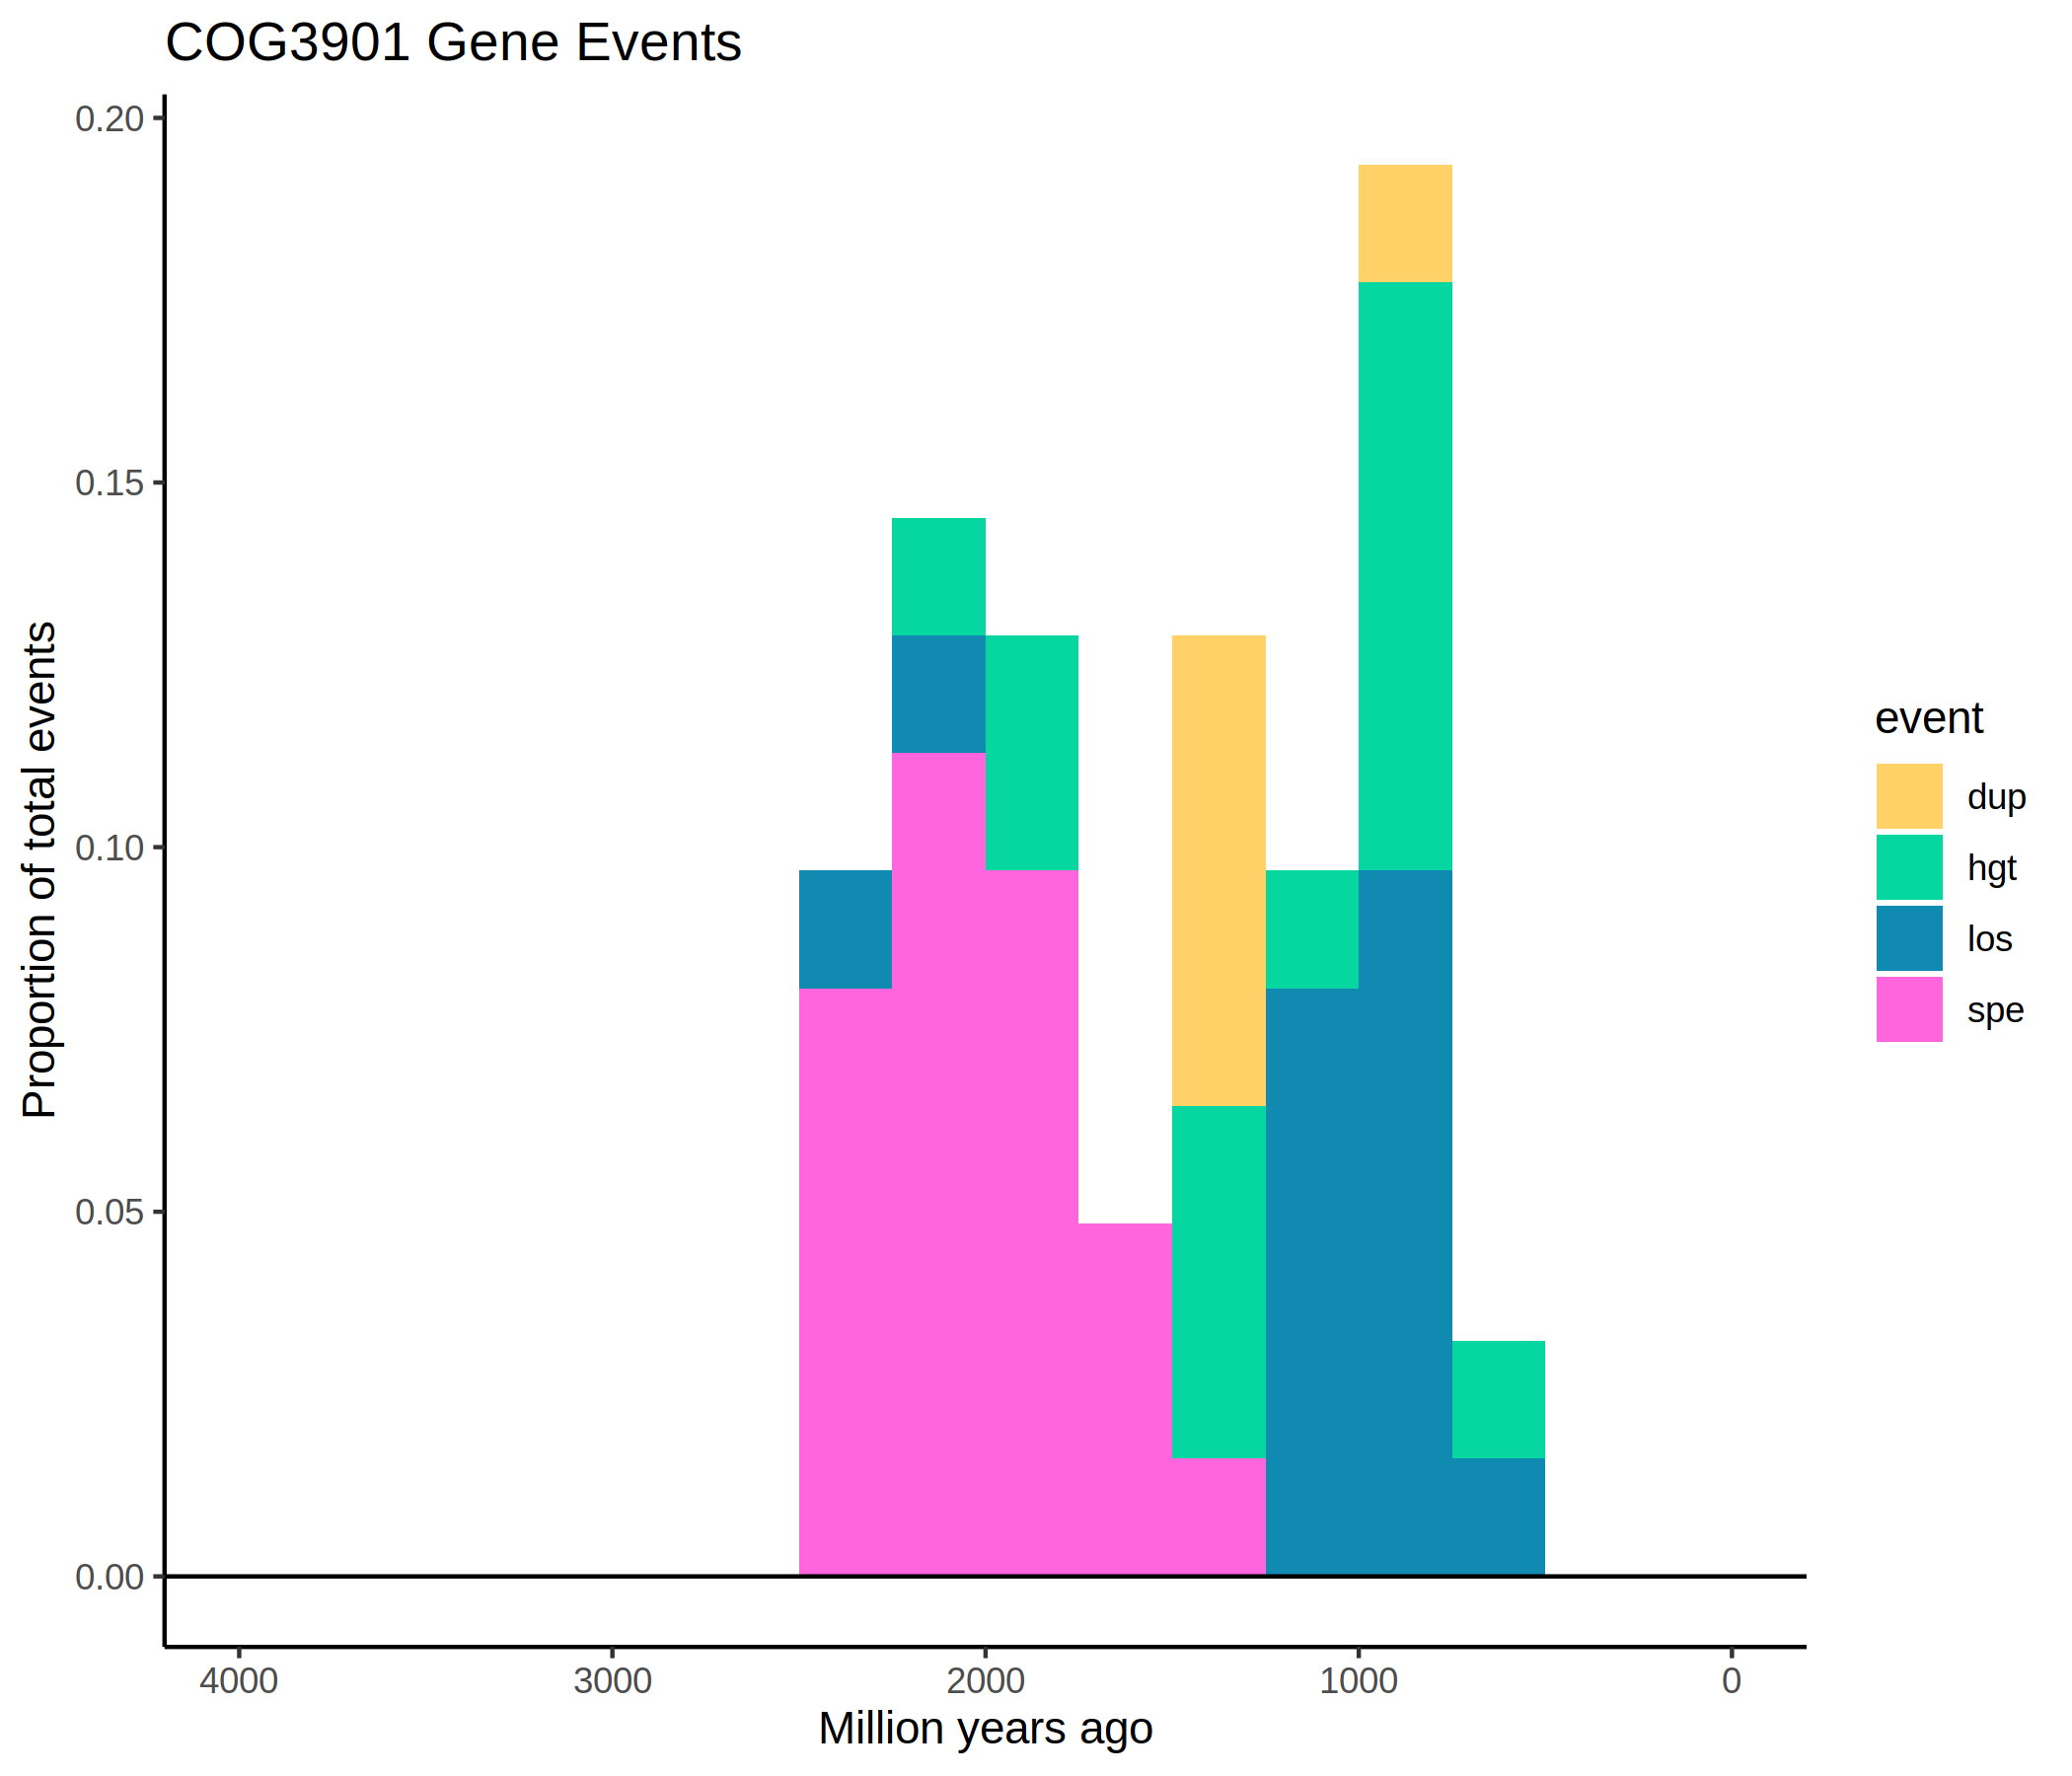 COG3901 Gene Events
Proportion of total events
0.20
0.15
0.10
0.05
0.00
4000 3000 2000 1000 0
Million years ago
event
dup
hgt
los
spe